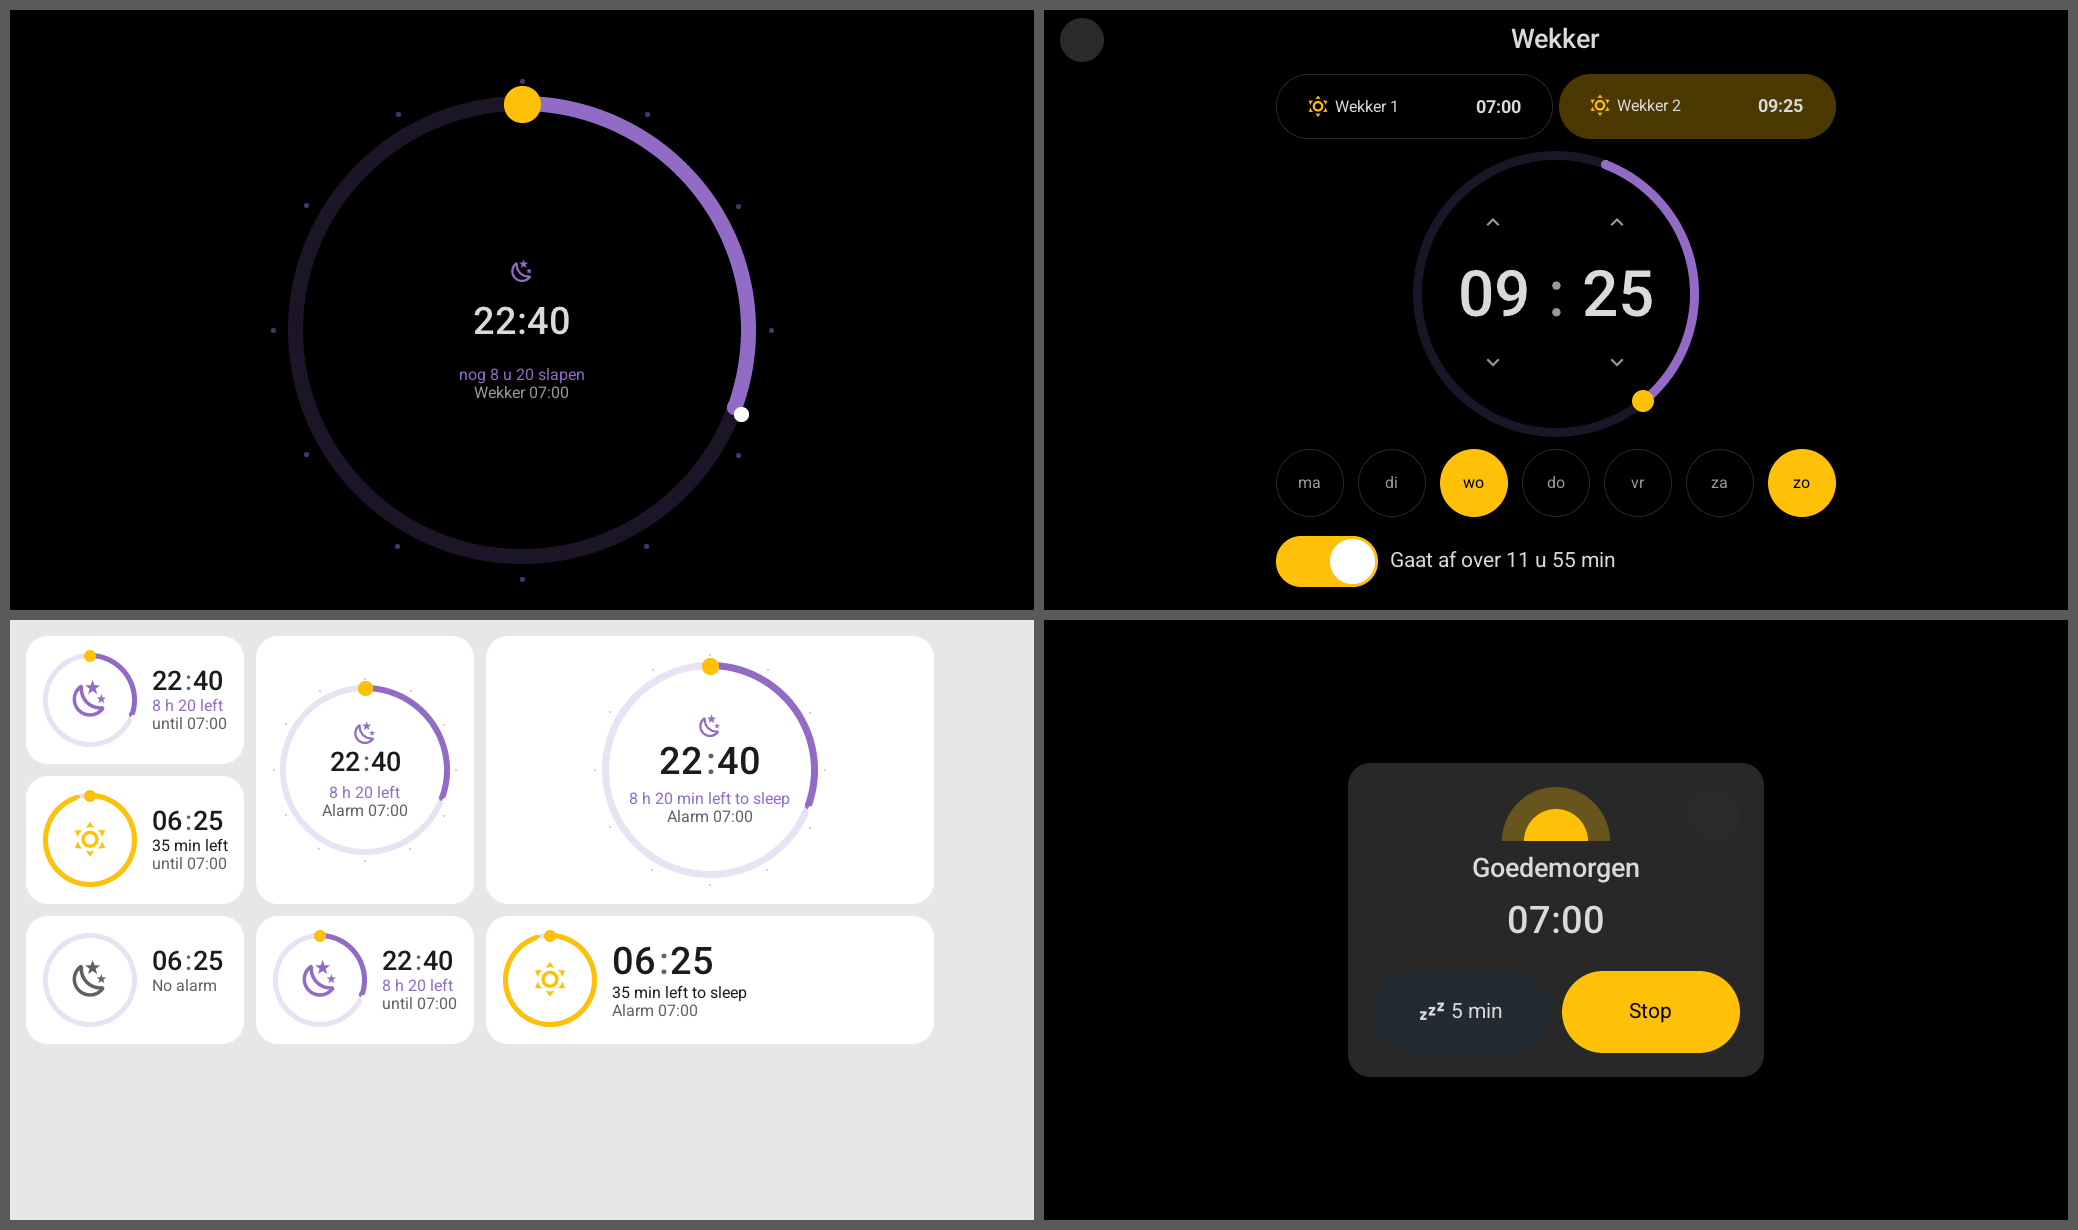 22:40
nog 8 u 20 slapen
Wekker 07:00
Wekker
Wekker 1 07:00
Wekker 2 09:25
09 : 25
ma di wo do vr za zo
Gaat af over 11 u 55 min
22:40
8 h 20 left
until 07:00
06:25
35 min left
until 07:00
06:25
No alarm
22:40
8 h 20 left
Alarm 07:00
22:40
8 h 20 left
until 07:00
22:40
8 h 20 min left to sleep
Alarm 07:00
06:25
35 min left to sleep
Alarm 07:00
Goedemorgen
07:00
zzz 5 min
Stop